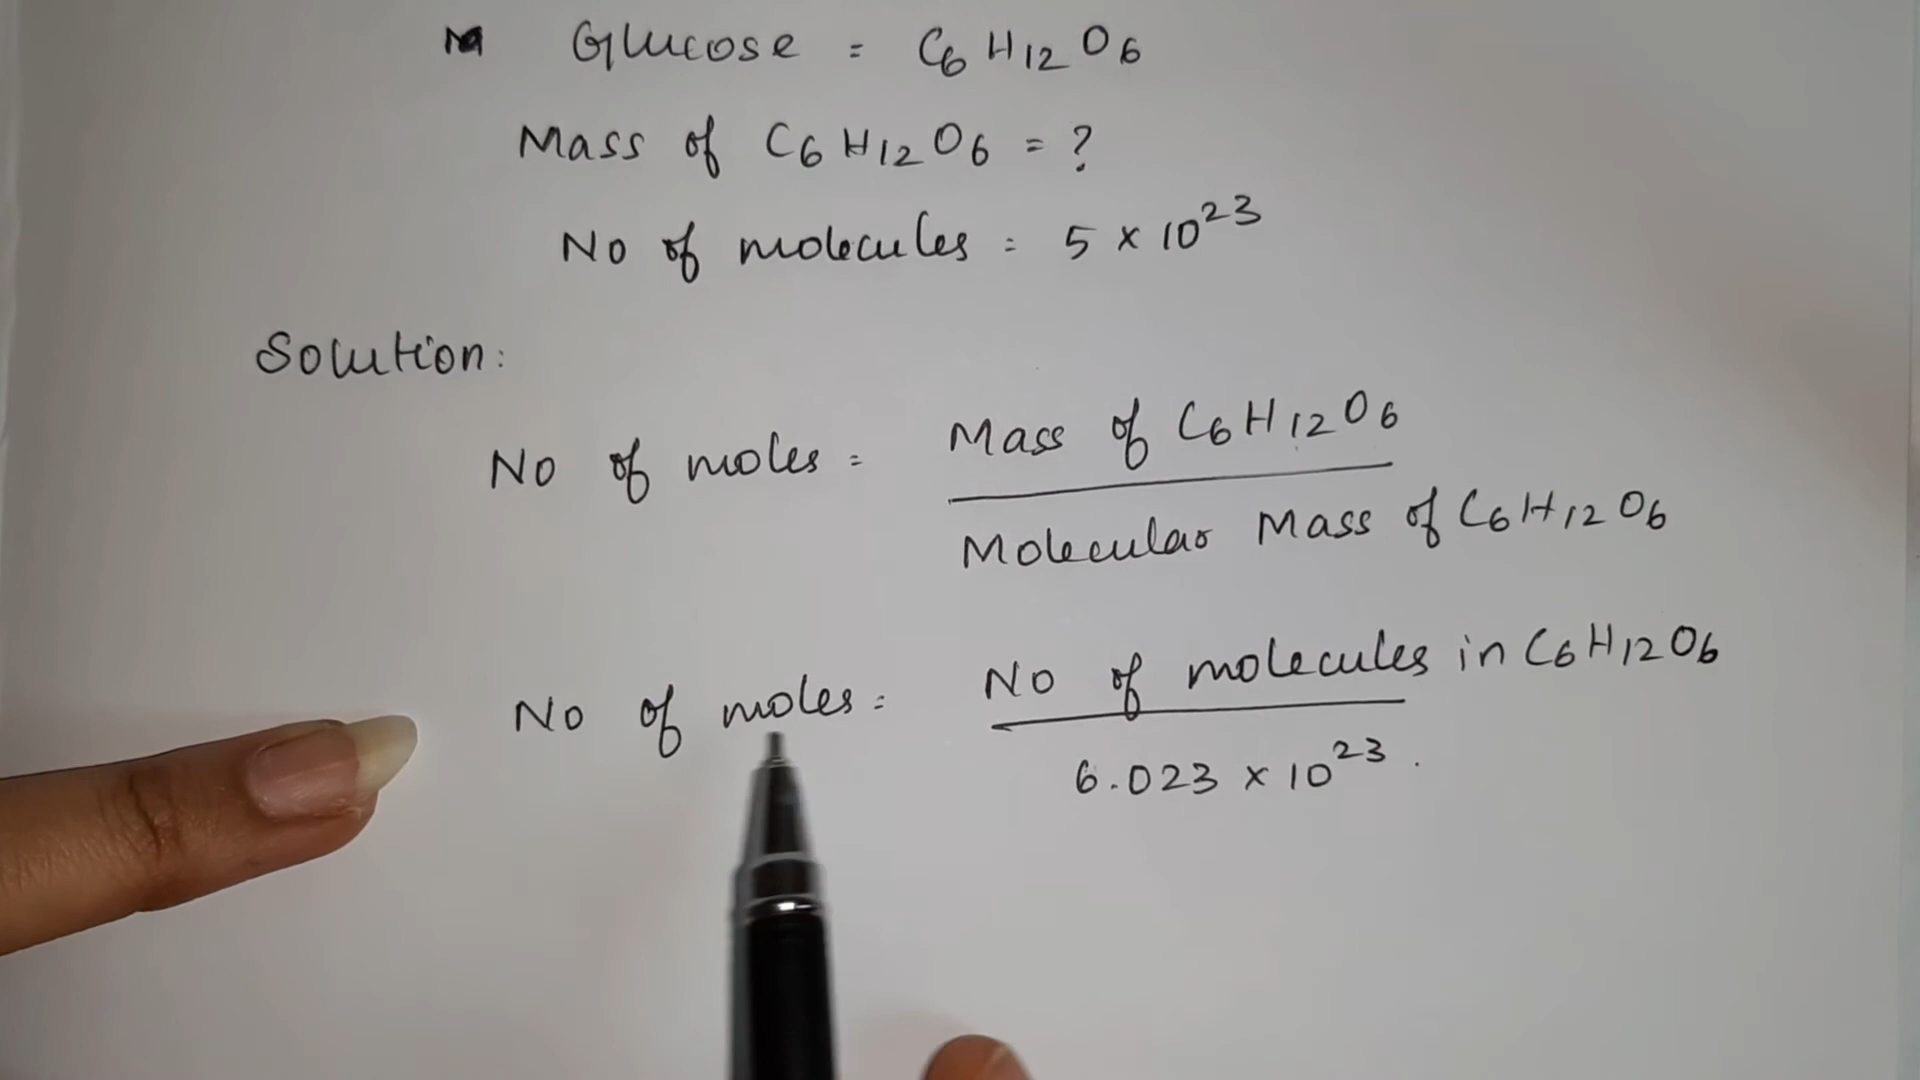 Glucose = C6H12O6
Mass of C6H12O6 = ?
No of molecules = 5 × 10^23
Solution:
No of moles = Mass of C6H12O6
Molecular Mass of C6H12O6
No of moles = No of molecules in C6H12O6
6.023 × 10^23.